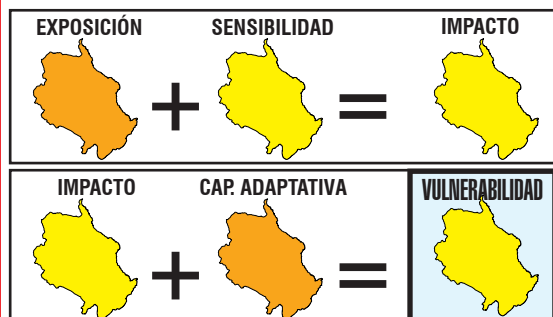 EXPOSICIÓN SENSIBILIDAD IMPACTO
+ =
IMPACTO CAP. ADAPTATIVA VULNERABILIDAD
+ =